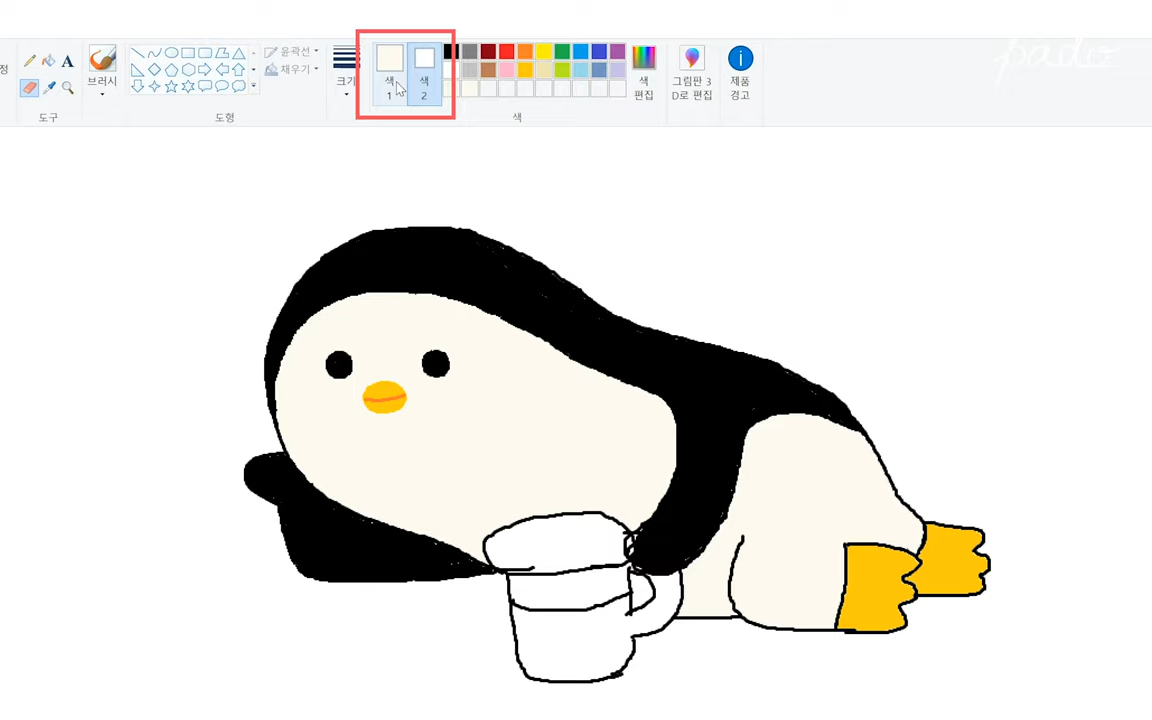 pado
정
A
브러시
도구
윤곽선
채우기
도형
크기
색
1
색
2
색
편집
색
그림판 3
D로 편집
제품
경고